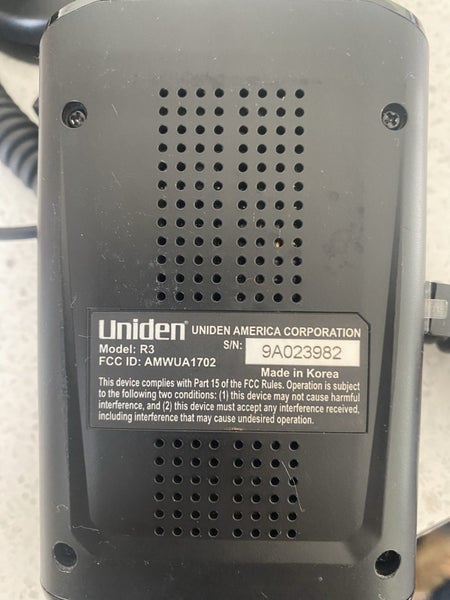 Uniden® UNIDEN AMERICA CORPORATION
Model: R3 S/N: 9A023982
FCC ID: AMWUA1702
Made in Korea
This device complies with Part 15 of the FCC Rules. Operation is subject
to the following two conditions: (1) this device may not cause harmful
interference, and (2) this device must accept any interference received,
including interference that may cause undesired operation.